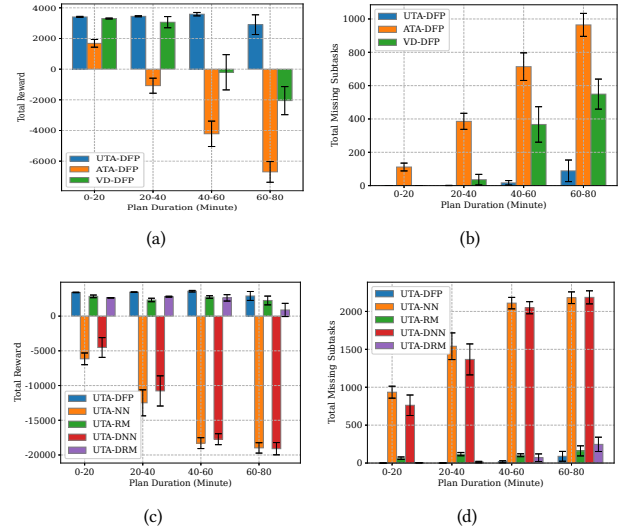 4000
2000
0
-2000
-4000
-6000
Total Reward
UTA-DFP
ATA-DFP
VD-DFP
0-20 20-40 40-60 60-80
Plan Duration (Minute)
(a)
1000
800
600
400
200
0
Total Missing Subtasks
UTA-DFP
ATA-DFP
VD-DFP
0-20 20-40 40-60 60-80
Plan Duration (Minute)
(b)
0
-5000
-10000
-15000
-20000
Total Reward
UTA-DFP
UTA-NN
UTA-RM
UTA-DNN
UTA-DRM
0-20 20-40 40-60 60-80
Plan Duration (Minute)
(c)
2000
1500
1000
500
0
Total Missing Subtasks
UTA-DFP
UTA-NN
UTA-RM
UTA-DNN
UTA-DRM
0-20 20-40 40-60 60-80
Plan Duration (Minute)
(d)